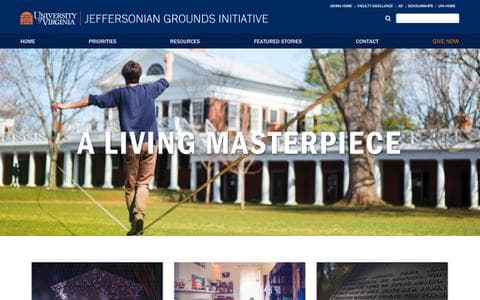 UNIVERSITY of VIRGINIA
JEFFERSONIAN GROUNDS INITIATIVE
GIVING HOME | FACULTY EXCELLENCE | AD | SCHOLARSHIPS | UVA HOME
HOME
PRIORITIES
RESOURCES
FEATURED STORIES
CONTACT
GIVE NOW
A LIVING MASTERPIECE